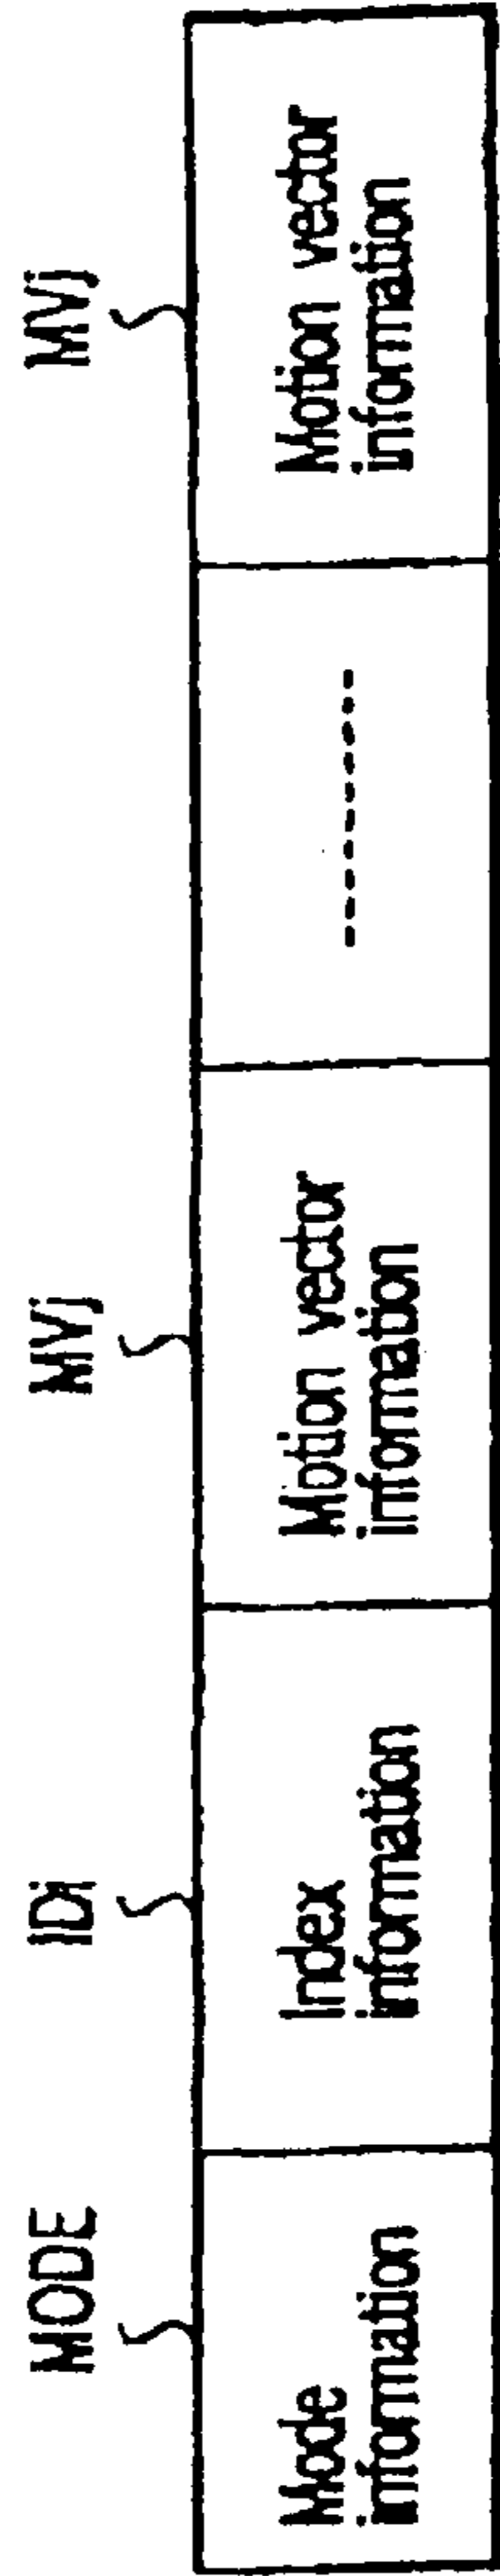 MODE
IDi
MVj
MVj
Mode
information
Index
information
Motion vector
information
Motion vector
information